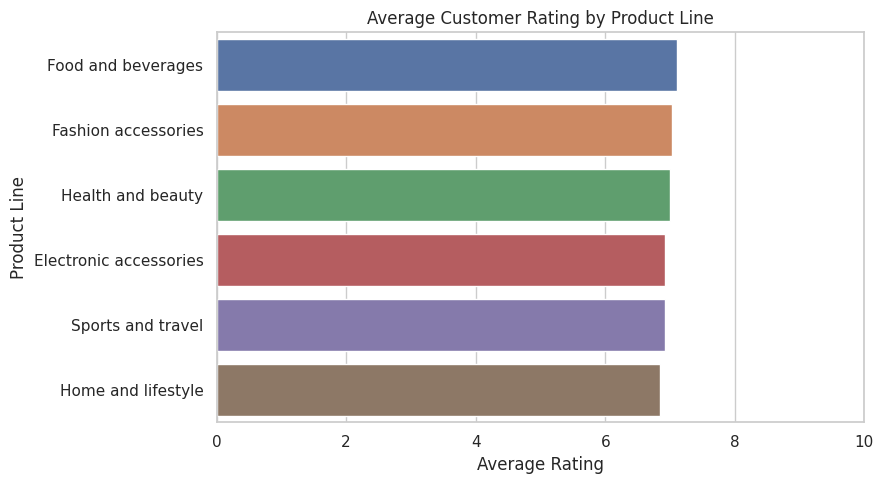 Average Customer Rating by Product Line
Product Line
Food and beverages
Fashion accessories
Health and beauty
Electronic accessories
Sports and travel
Home and lifestyle
0 2 4 6 8 10
Average Rating